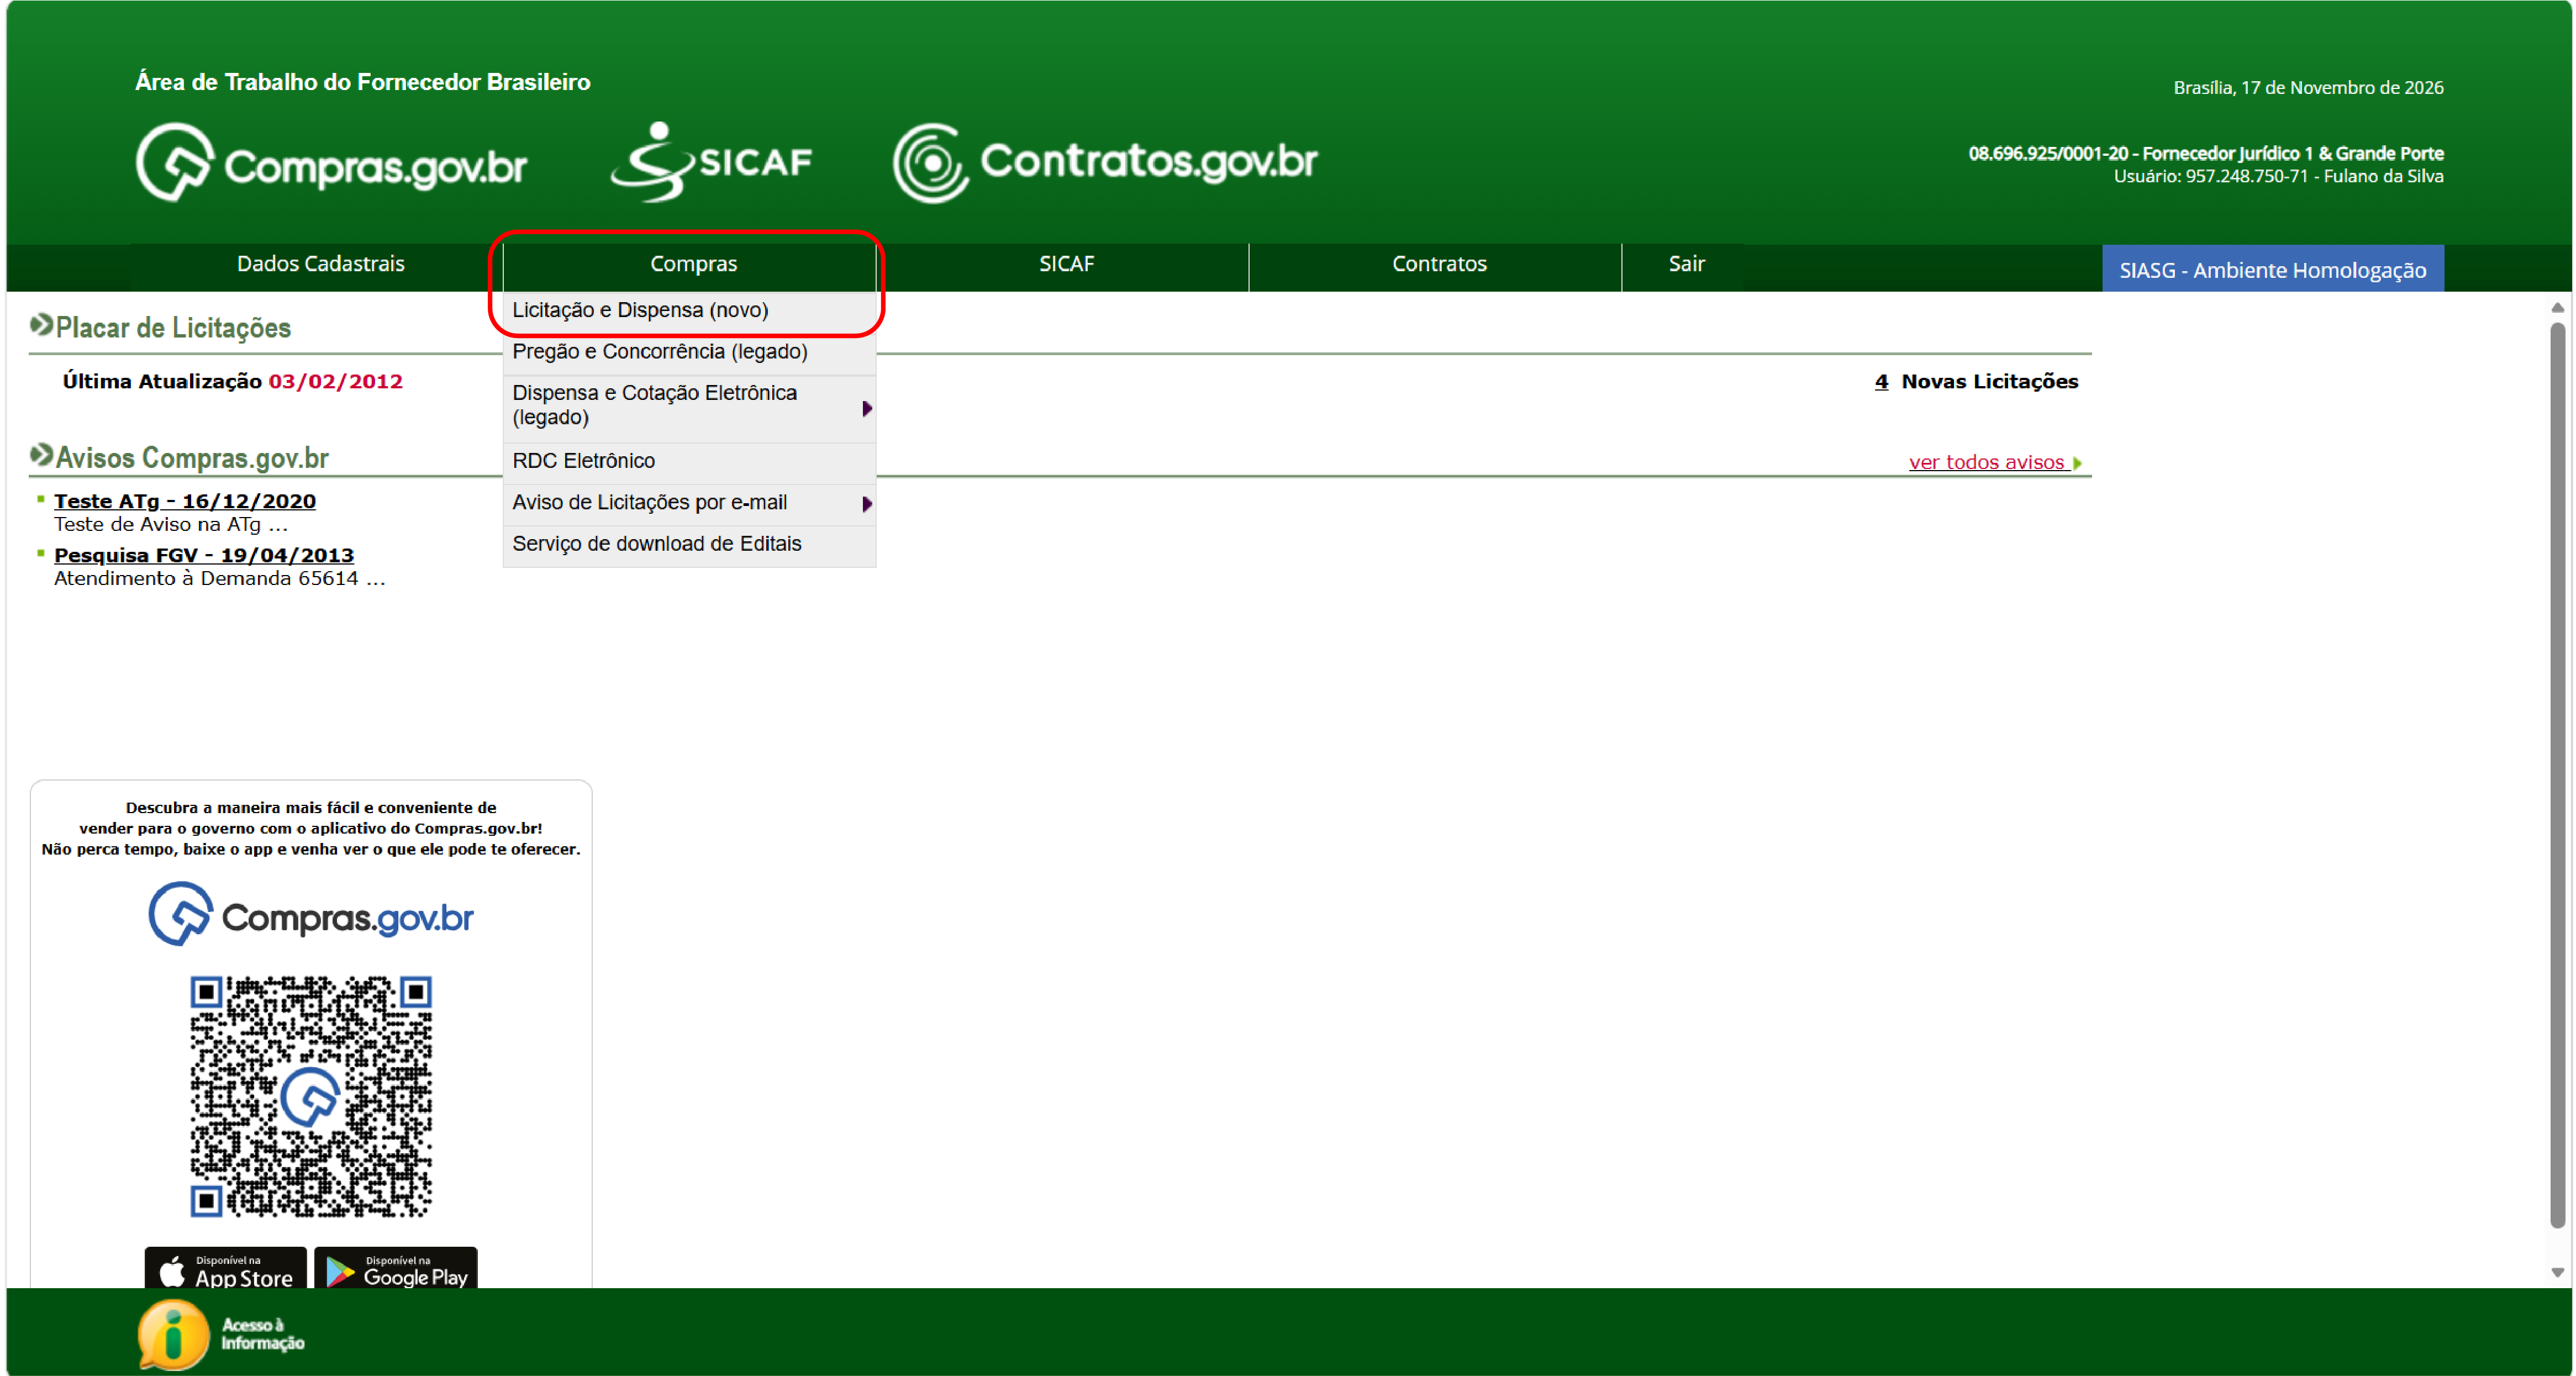 Área de Trabalho do Fornecedor Brasileiro
Brasília, 17 de Novembro de 2026
Compras.gov.br
SICAF
Contratos.gov.br
08.696.925/0001-20 - Fornecedor Jurídico 1 & Grande Porte
Usuário: 957.248.750-71 - Fulano da Silva
Dados Cadastrais
Compras
SICAF
Contratos
Sair
SIASG - Ambiente Homologação
Licitação e Dispensa (novo)
Pregão e Concorrência (legado)
Dispensa e Cotação Eletrônica
(legado)
RDC Eletrônico
Aviso de Licitações por e-mail
Serviço de download de Editais
Placar de Licitações
Última Atualização 03/02/2012
4 Novas Licitações
Avisos Compras.gov.br
ver todos avisos
Teste ATg - 16/12/2020
Teste de Aviso na ATg ...
Pesquisa FGV - 19/04/2013
Atendimento à Demanda 65614 ...
Descubra a maneira mais fácil e conveniente de
vender para o governo com o aplicativo do Compras.gov.br!
Não perca tempo, baixe o app e venha ver o que ele pode te oferecer.
Compras.gov.br
Disponível na
App Store
Disponível na
Google Play
Acesso à
Informação